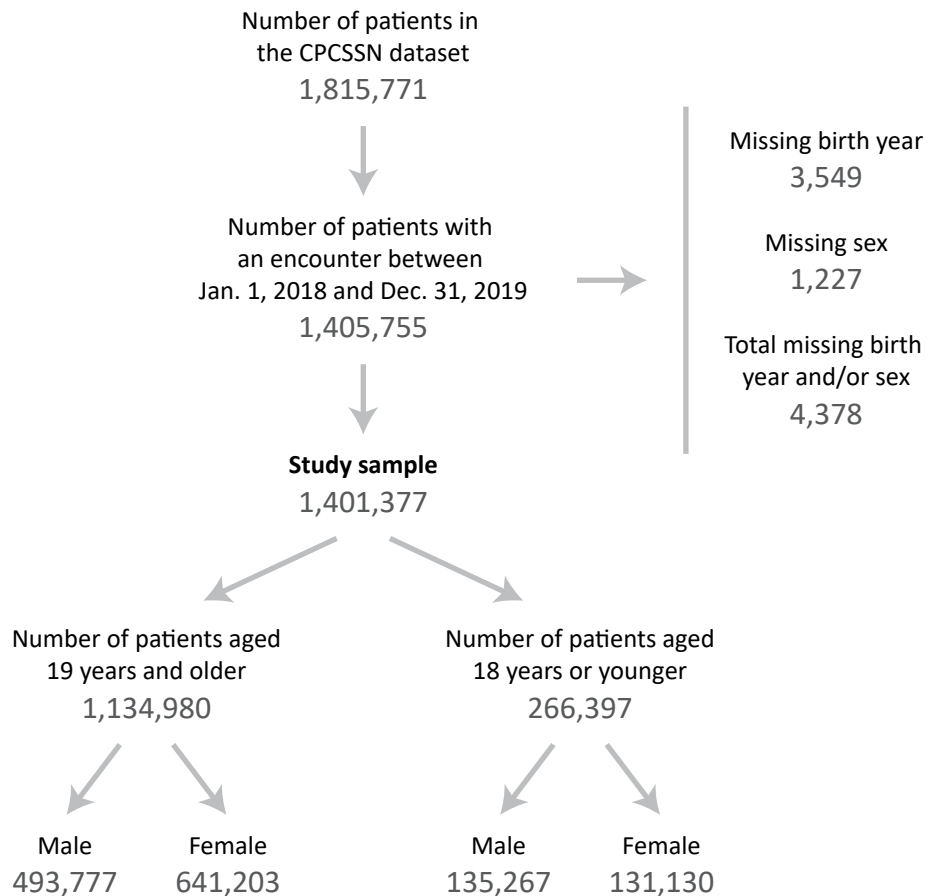 Number of patients in
the CPCSSN dataset
1,815,771
Missing birth year
3,549
Missing sex
1,227
Total missing birth
year and/or sex
4,378
Number of patients with
an encounter between
Jan. 1, 2018 and Dec. 31, 2019
1,405,755
Study sample
1,401,377
Number of patients aged
19 years and older
1,134,980
Number of patients aged
18 years or younger
266,397
Male
493,777
Female
641,203
Male
135,267
Female
131,130